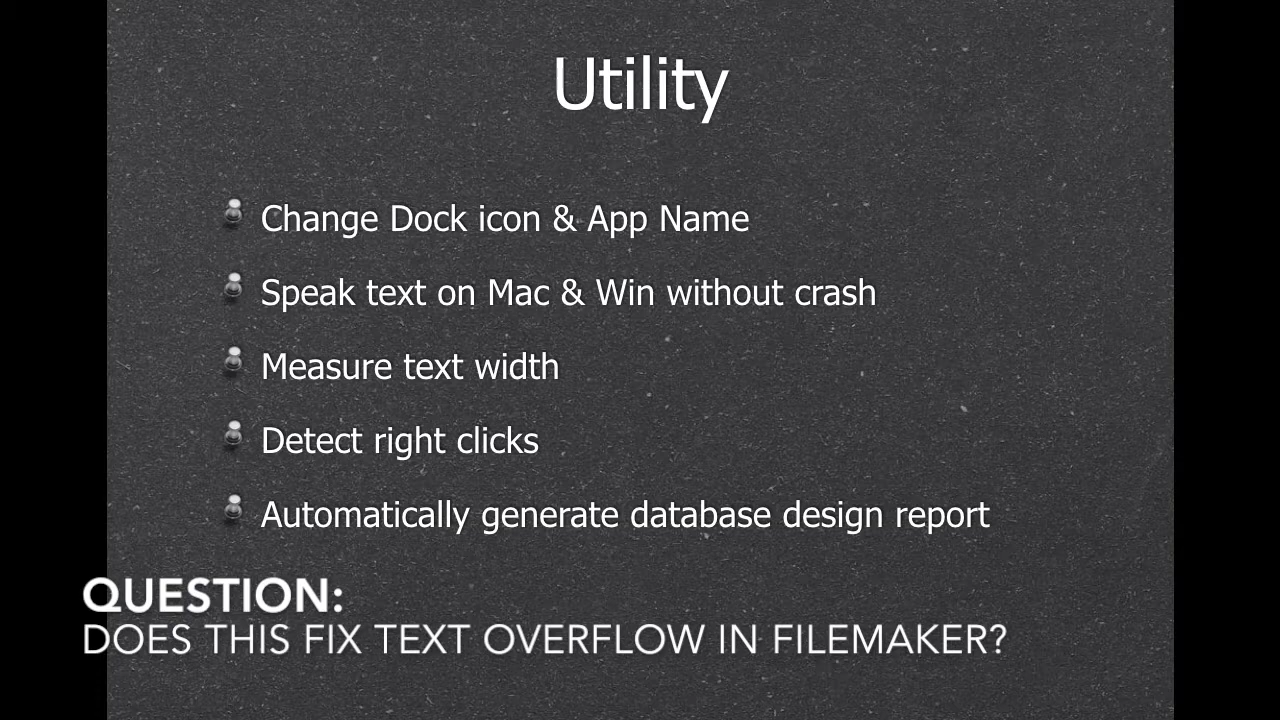 Utility
Change Dock icon & App Name
Speak text on Mac & Win without crash
Measure text width
Detect right clicks
Automatically generate database design report
QUESTION:
DOES THIS FIX TEXT OVERFLOW IN FILEMAKER?